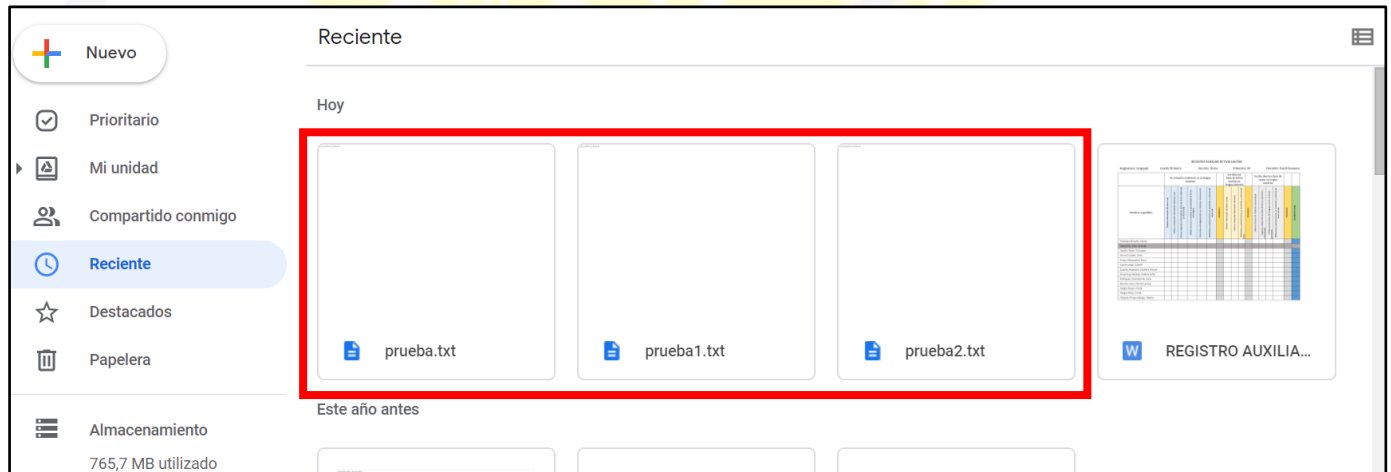 Nuevo
Prioritario
Mi unidad
Compartido conmigo
Reciente
Destacados
Papelera
Almacenamiento
765,7 MB utilizado
Reciente
Hoy
prueba.txt
prueba1.txt
prueba2.txt
W REGISTRO AUXILIA...
Este año antes